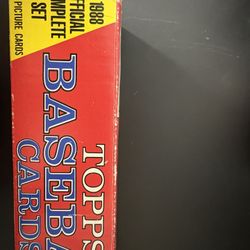 1988
OFFICIAL
COMPLETE
SET
PICTURE CARDS
TOPPS
BASEBA
CARDS